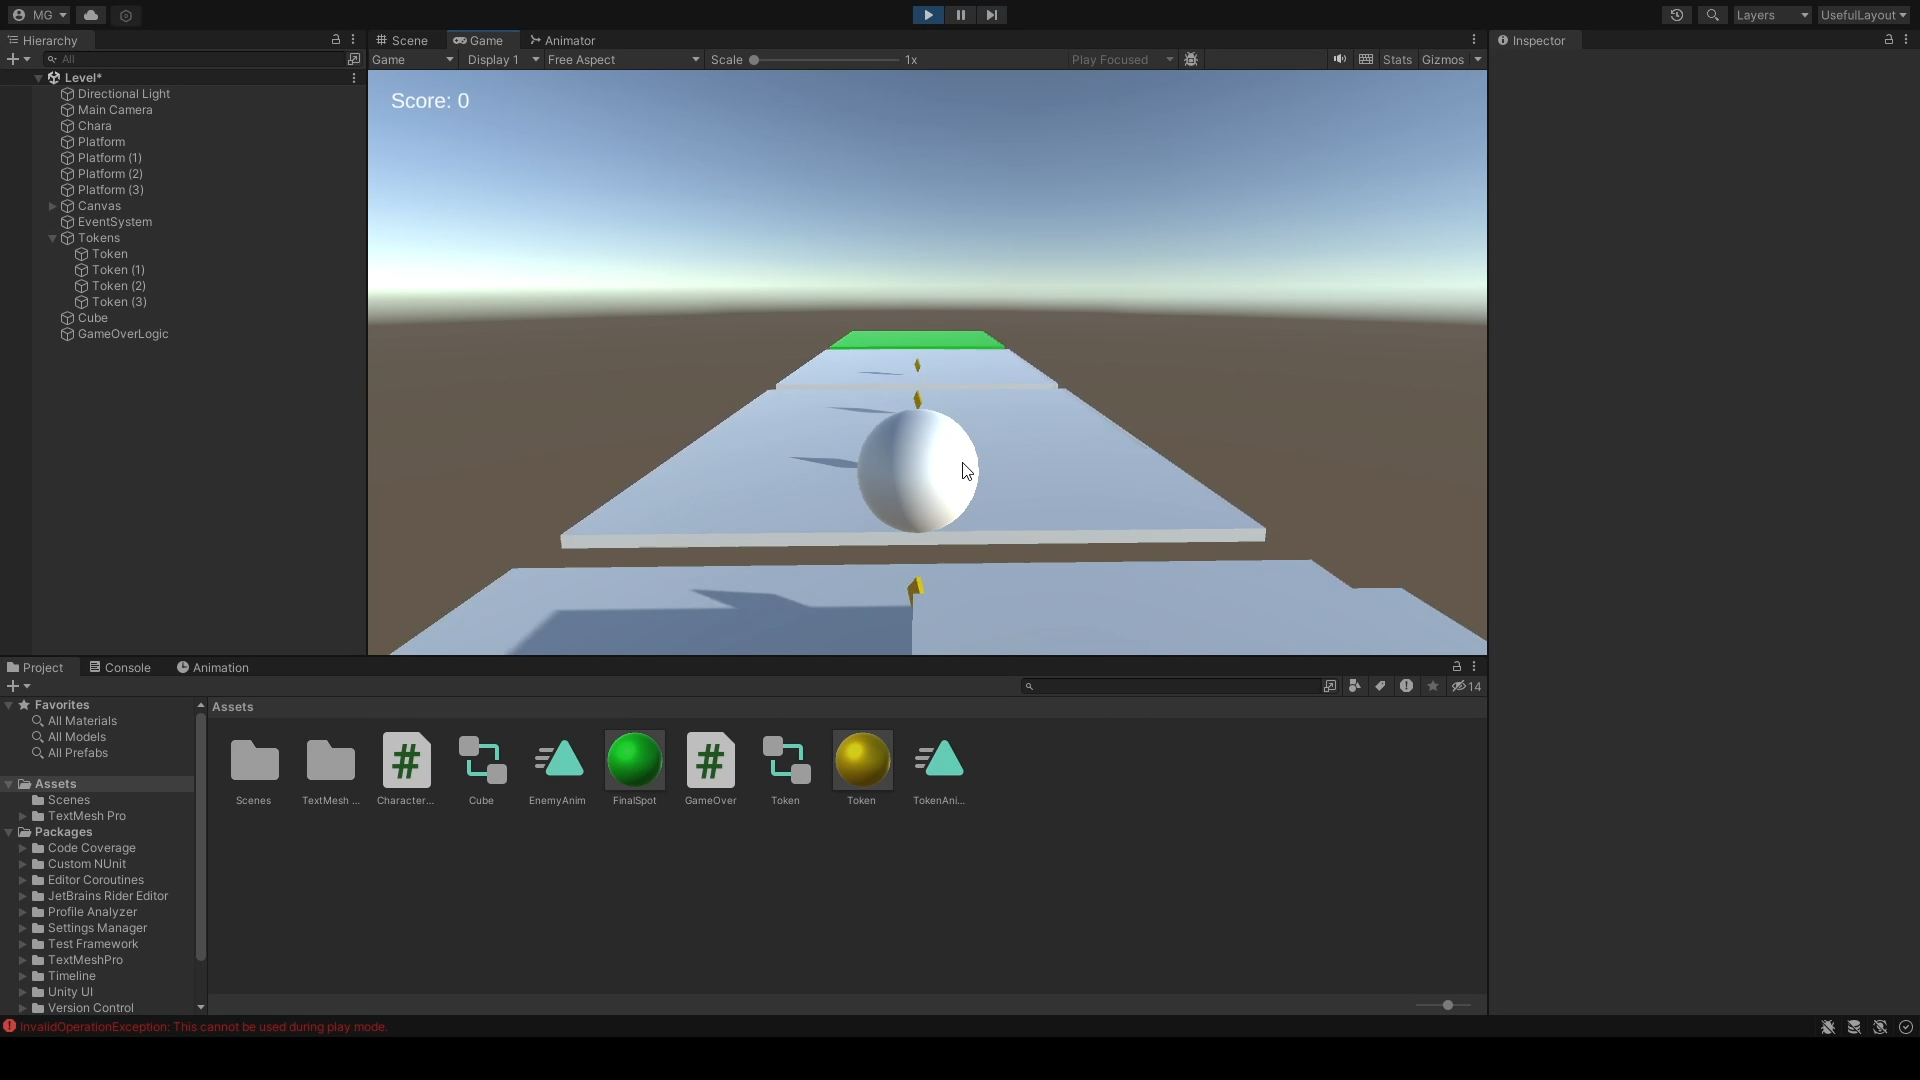 MG
Layers
UsefulLayout
Hierarchy
Scene
Game
Animator
Inspector
All
Game
Display 1
Free Aspect
Scale
1x
Play Focused
Stats
Gizmos
Level*
Directional Light
Main Camera
Chara
Platform
Platform (1)
Platform (2)
Platform (3)
Canvas
EventSystem
Tokens
Token
Token (1)
Token (2)
Token (3)
Cube
GameOverLogic
Score: 0
Project
Console
Animation
14
Favorites
All Materials
All Models
All Prefabs
Assets
Scenes
TextMesh Pro
Packages
Code Coverage
Custom NUnit
Editor Coroutines
JetBrains Rider Editor
Profile Analyzer
Settings Manager
Test Framework
TextMeshPro
Timeline
Unity UI
Version Control
Assets
Scenes
TextMesh ...
Character...
Cube
EnemyAnim
FinalSpot
GameOver
Token
Token
TokenAni...
InvalidOperationException: This cannot be used during play mode.